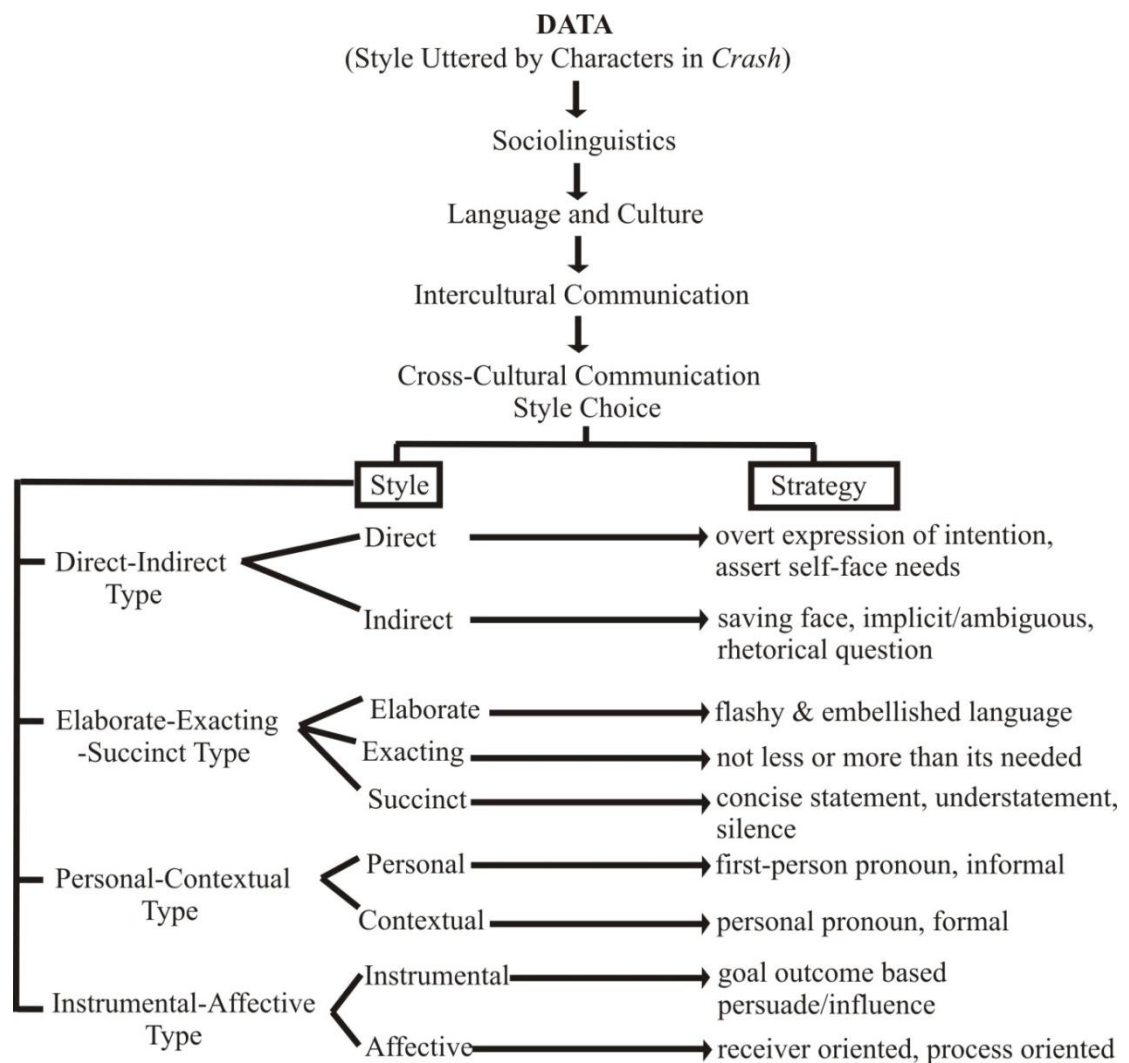 DATA
(Style Uttered by Characters in Crash)
Sociolinguistics
Language and Culture
Intercultural Communication
Cross-Cultural Communication
Style Choice
Style
Strategy
Direct-Indirect
Type
Direct
overt expression of intention,
assert self-face needs
Indirect
saving face, implicit/ambiguous,
rhetorical question
Elaborate-Exacting
-Succinct Type
Elaborate
flashy & embellished language
Exacting
not less or more than its needed
Succinct
concise statement, understatement,
silence
Personal-Contextual
Type
Personal
first-person pronoun, informal
Contextual
personal pronoun, formal
Instrumental-Affective
Type
Instrumental
goal outcome based
persuade/influence
Affective
receiver oriented, process oriented